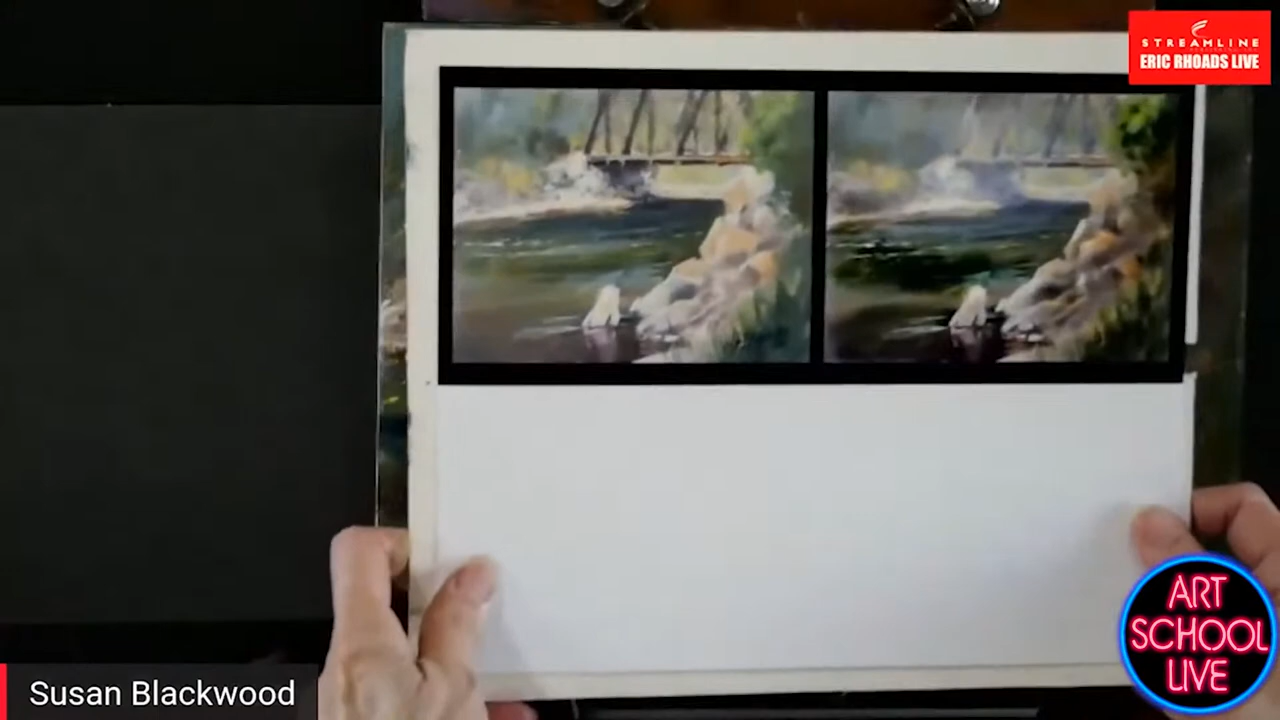 STREAMLINE
ERIC RHOADS LIVE
ART
SCHOOL
LIVE
Susan Blackwood